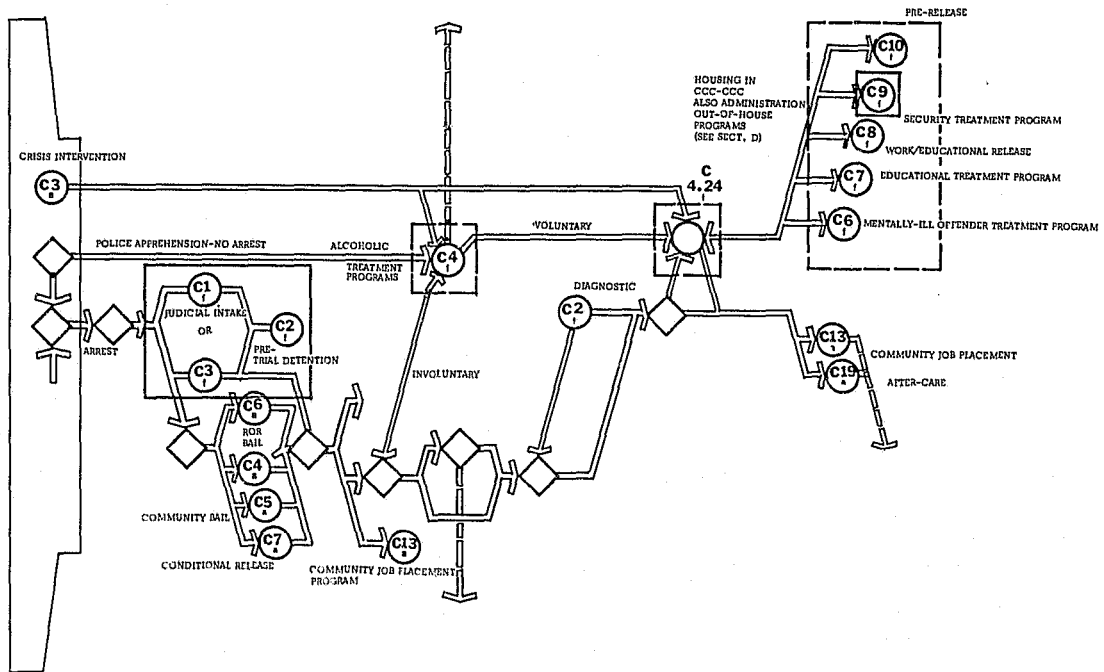 PRE-RELEASE
C10
f
HOUSING IN
CCC-CCC
ALSO ADMINISTRATION
OUT-OF-HOUSE
PROGRAMS
(SEE SECT, D)
C9
f
SECURITY TREATMENT PROGRAM
C8
f
WORK/EDUCATIONAL RELEASE
C7
f
EDUCATIONAL TREATMENT PROGRAM
C6
f
MENTALLY-ILL OFFENDER TREATMENT PROGRAM
CRISIS INTERVENTION
C3
a
C
4.24
f
VOLUNTARY
POLICE APPREHENSION-NO ARREST
ALCOHOLIC
TREATMENT
PROGRAMS
C4
f
C1
f
JUDICIAL INTAKE
OR
C2
f
PRE-
TRIAL DETENTION
C3
f
ARREST
DIAGNOSTIC
C2
f
INVOLUNTARY
C13
COMMUNITY JOB PLACEMENT
C19
a
AFTER-CARE
C6
a
ROR
BAIL
C4
a
C5
a
COMMUNITY BAIL
C7
a
CONDITIONAL RELEASE
C13
a
COMMUNITY JOB PLACEMENT
PROGRAM